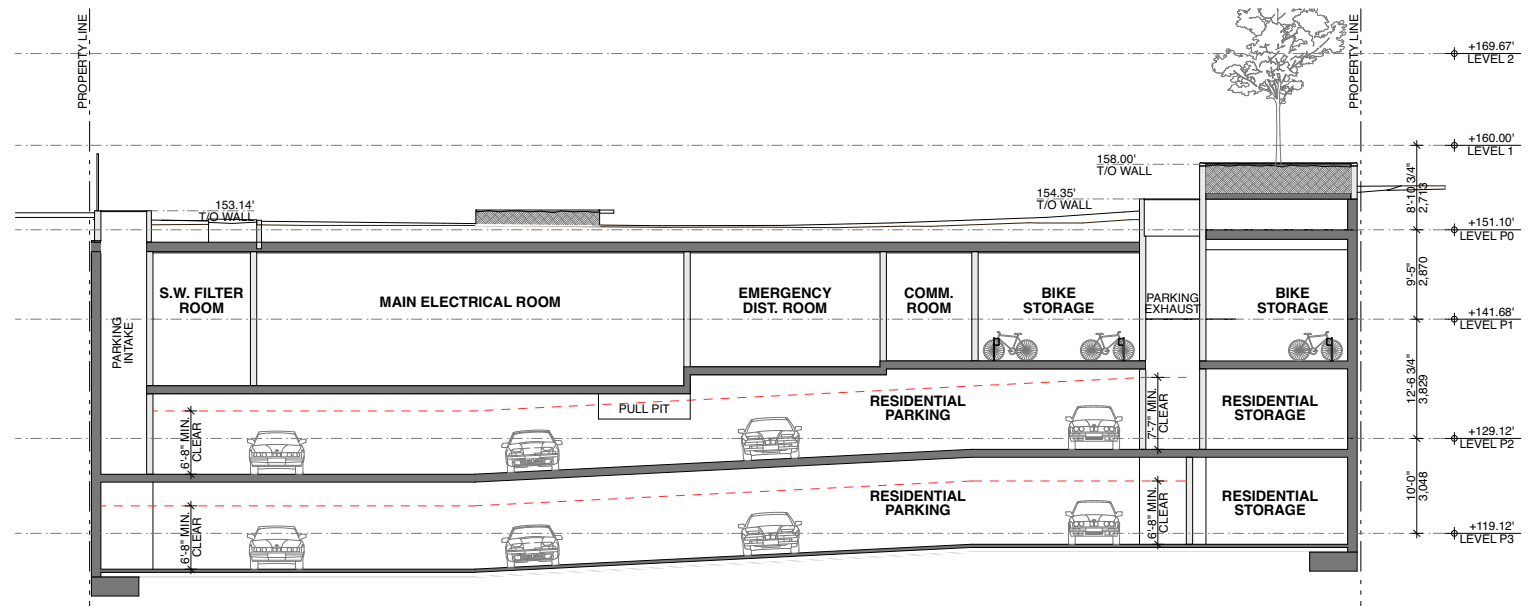 PROPERTY LINE
PROPERTY LINE
+169.67'
LEVEL 2
+160.00'
LEVEL 1
158.00'
T/O WALL
8'-10 3/4"
2,713
154.35'
T/O WALL
153.14'
T/O WALL
+151.10'
LEVEL P0
9'-5"
2,870
S.W. FILTER
ROOM
MAIN ELECTRICAL ROOM
EMERGENCY
DIST. ROOM
COMM.
ROOM
BIKE
STORAGE
PARKING
EXHAUST
BIKE
STORAGE
+141.68'
LEVEL P1
PARKING
INTAKE
12'-6 3/4"
3,829
PULL PIT
RESIDENTIAL
PARKING
7'-7" MIN.
CLEAR
RESIDENTIAL
STORAGE
6'-8" MIN.
CLEAR
+129.12'
LEVEL P2
10'-0"
3,048
RESIDENTIAL
PARKING
RESIDENTIAL
STORAGE
6'-8" MIN.
CLEAR
6'-8" MIN.
CLEAR
+119.12'
LEVEL P3